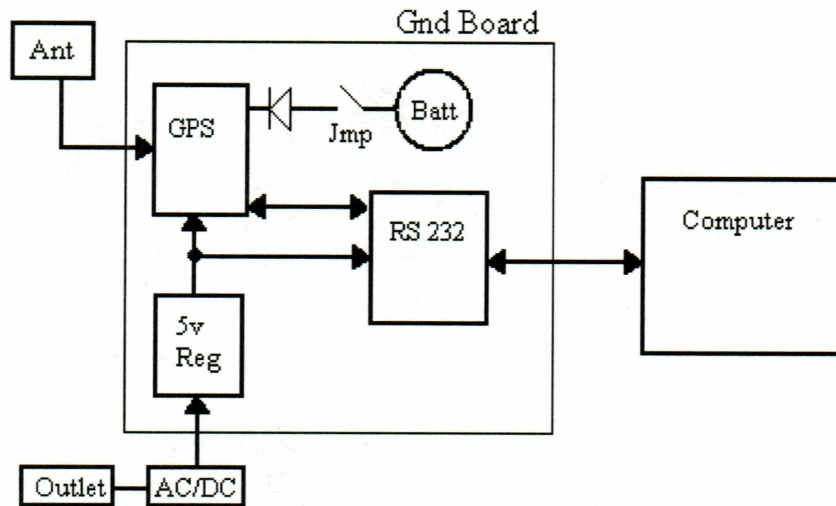 Gnd Board
Ant
GPS
Jmp
Batt
RS 232
Computer
5v
Reg
Outlet
AC/DC